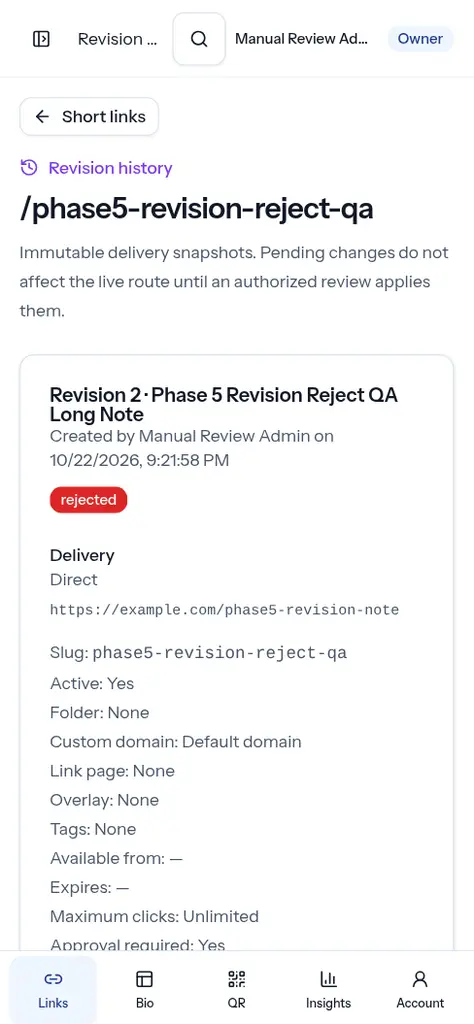 Revision ...
Manual Review Ad...
Owner
Short links
Revision history
/phase5-revision-reject-qa
Immutable delivery snapshots. Pending changes do not
affect the live route until an authorized review applies
them.
Revision 2 · Phase 5 Revision Reject QA
Long Note
Created by Manual Review Admin on
10/22/2026, 9:21:58 PM
rejected
Delivery
Direct
https://example.com/phase5-revision-note
Slug: phase5-revision-reject-qa
Active: Yes
Folder: None
Custom domain: Default domain
Link page: None
Overlay: None
Tags: None
Available from: —
Expires: —
Maximum clicks: Unlimited
Approval required: Yes
Links
Bio
QR
Insights
Account